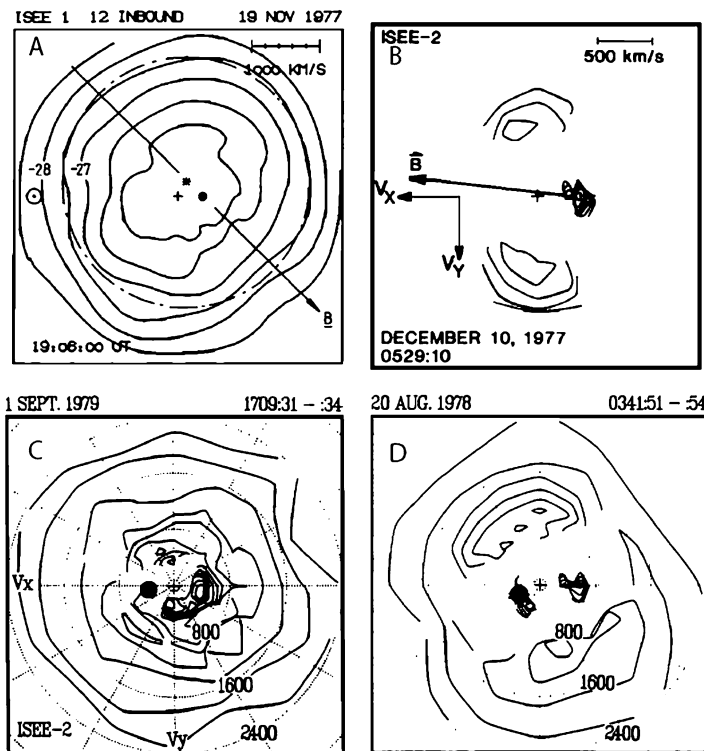 ISEE 1 12 INBOUND 19 NOV 1977
A
1000 KM/S
-28 -27
B
19:06:00 UT
ISEE-2
B
500 km/s
B
VX
VY
DECEMBER 10, 1977
0529:10
1 SEPT. 1979 1709:31 - :34
C
Vx
800
1600
ISEE-2
Vy
2400
20 AUG. 1978 0341:51 - :54
D
800
1600
2400